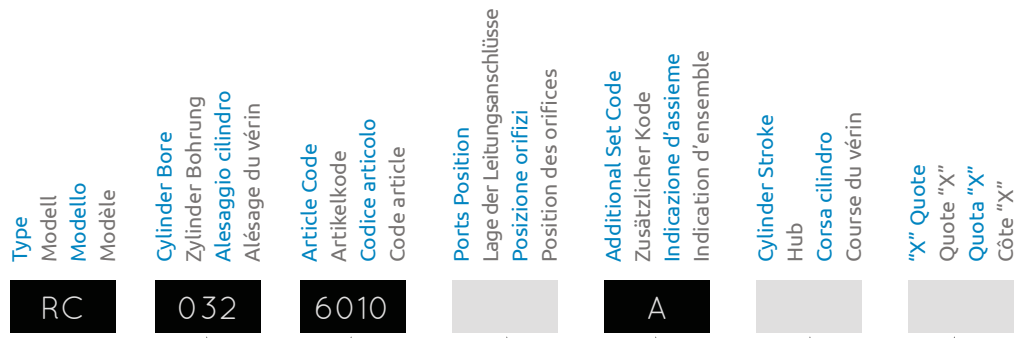 Type
Modell
Modello
Modèle
RC
Cylinder Bore
Zylinder Bohrung
Alesaggio cilindro
Alésage du vérin
032
Article Code
Artikelkode
Codice articolo
Code article
6010
Ports Position
Lage der Leitungsanschlüsse
Posizione orifizi
Position des orifices
Additional Set Code
Zusätzlicher Kode
Indicazione d'assieme
Indication d'ensemble
A
Cylinder Stroke
Hub
Corsa cilindro
Course du vérin
"X" Quote
Quote "X"
Quota "X"
Côte "X"